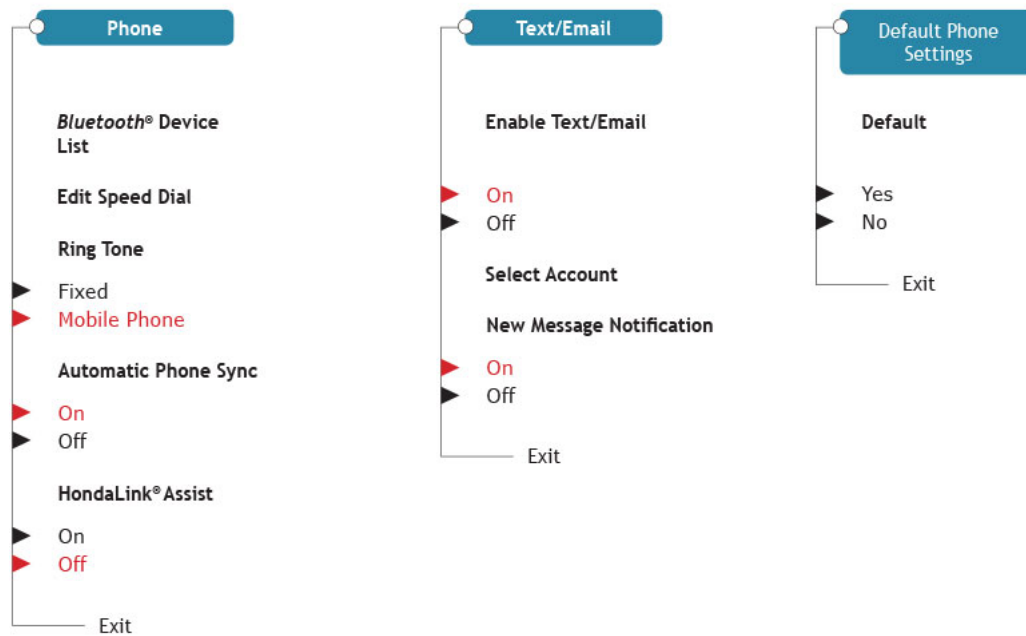 Phone
Bluetooth® Device
List
Edit Speed Dial
Ring Tone
Fixed
Mobile Phone
Automatic Phone Sync
On
Off
HondaLink® Assist
On
Off
Exit
Text/Email
Enable Text/Email
On
Off
Select Account
New Message Notification
On
Off
Exit
Default Phone
Settings
Default
Yes
No
Exit